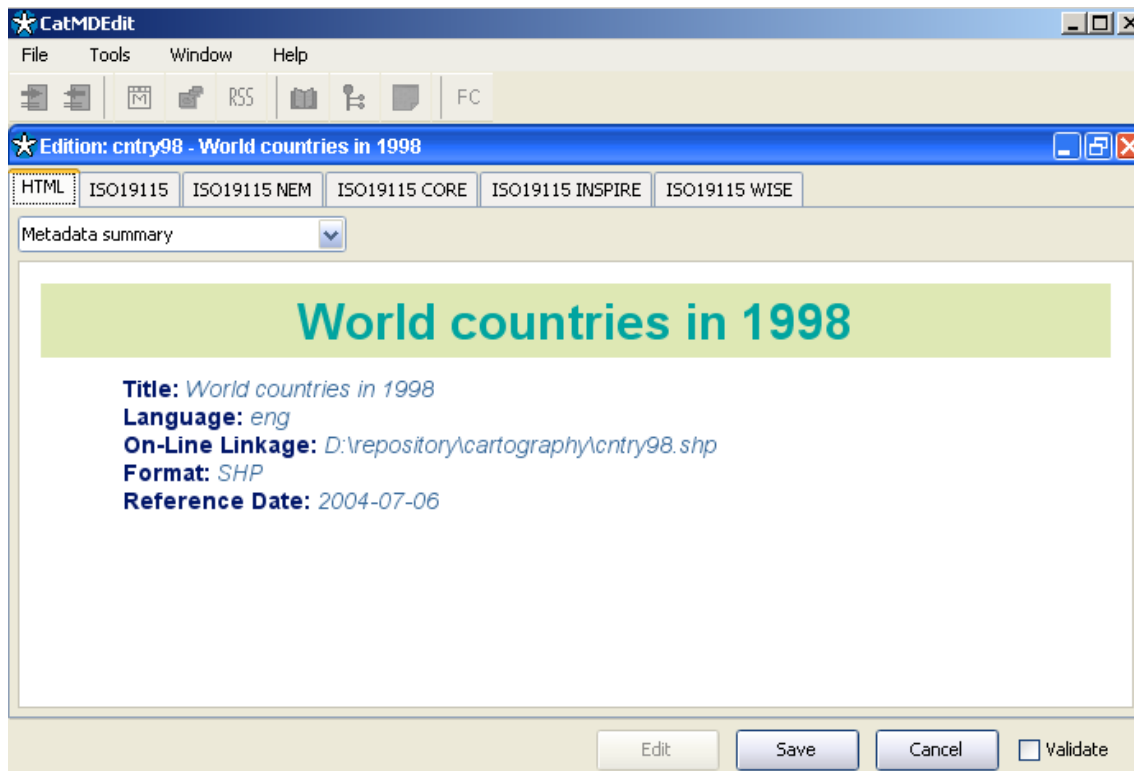 CatMDEdit
File Tools Window Help
M RSS FC
Edition: cntry98 - World countries in 1998
HTML ISO19115 ISO19115 NEM ISO19115 CORE ISO19115 INSPIRE ISO19115 WISE
Metadata summary
World countries in 1998
Title: World countries in 1998
Language: eng
On-Line Linkage: D:\repository\cartography\cntry98.shp
Format: SHP
Reference Date: 2004-07-06
Edit Save Cancel Validate